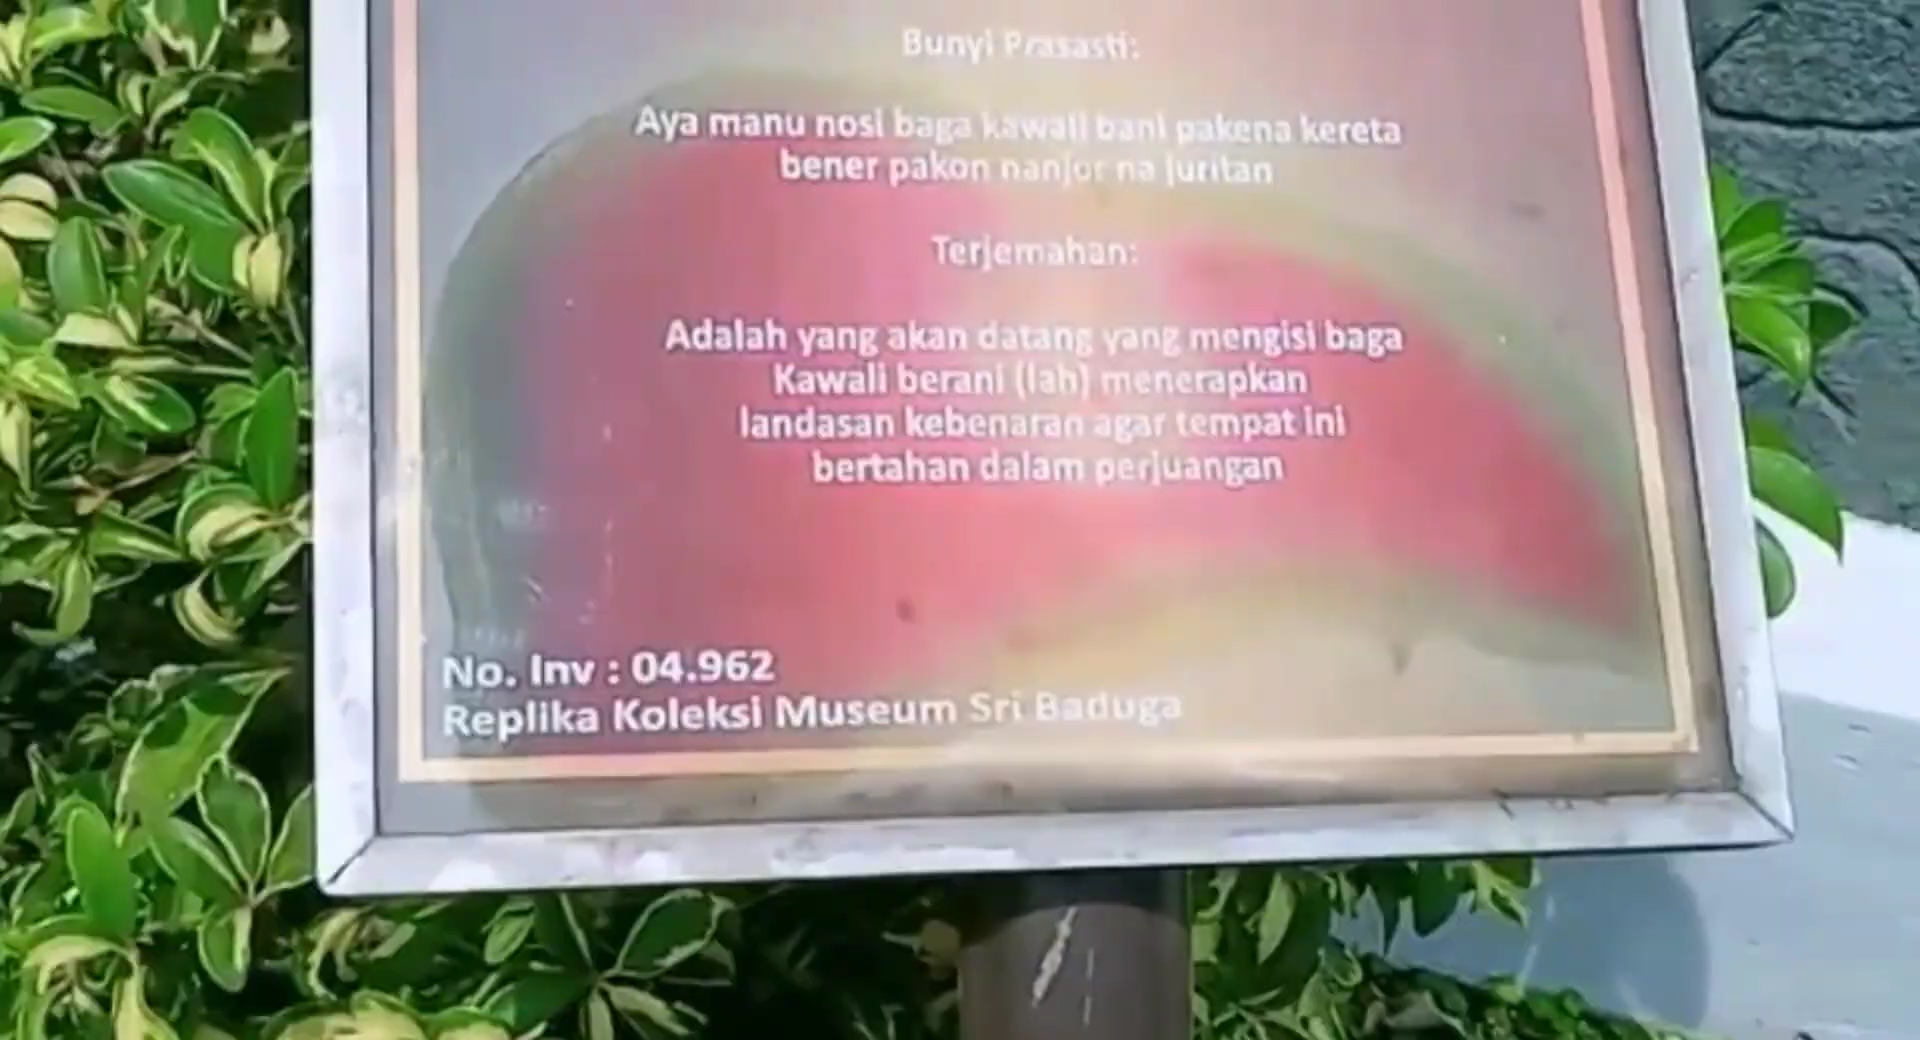 Bunyi Prasasti:
Aya manu nosi baga kawali bani pakena kereta
bener pakon nanjor na juritan
Terjemahan:
Adalah yang akan datang yang mengisi baga
Kawali berani (lah) menerapkan
landasan kebenaran agar tempat ini
bertahan dalam perjuangan
No. Inv : 04.962
Replika Koleksi Museum Sri Baduga